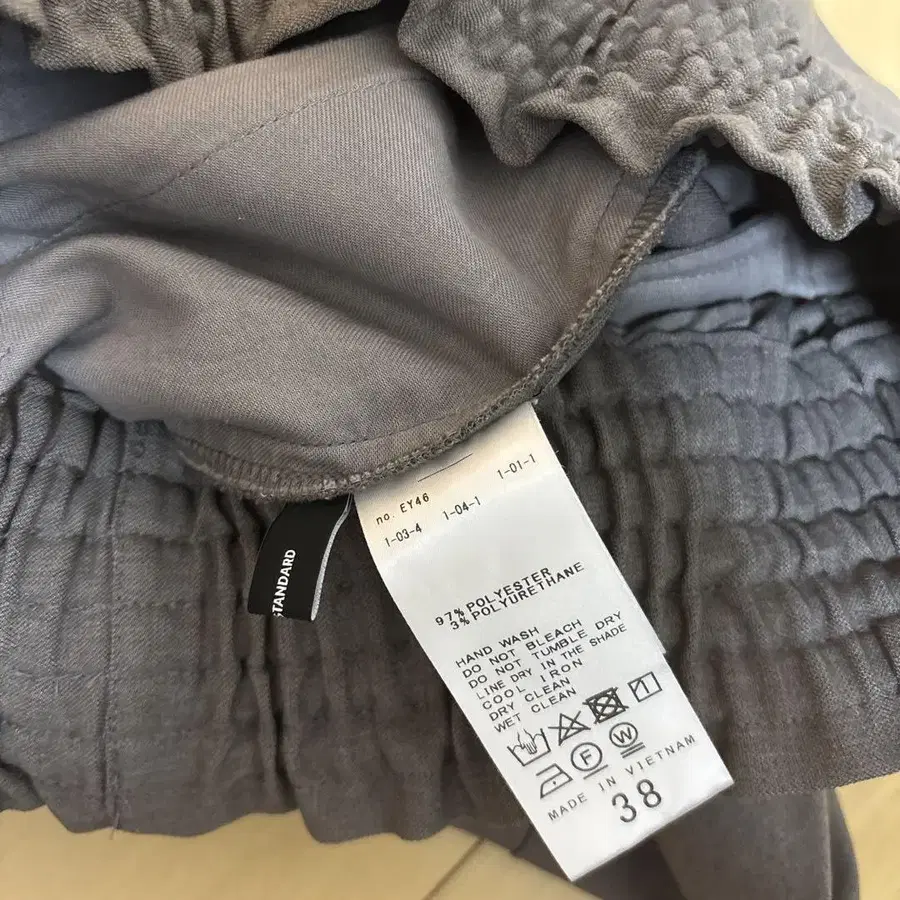 no. EY46
1-03-4 1-04-1 1-01-1
97% POLYESTER
3% POLYURETHANE
HAND WASH
DO NOT BLEACH
DO NOT TUMBLE DRY
LINE DRY IN THE SHADE
COOL IRON
DRY CLEAN
WET CLEAN
F W
MADE IN VIETNAM
38
STANDARD